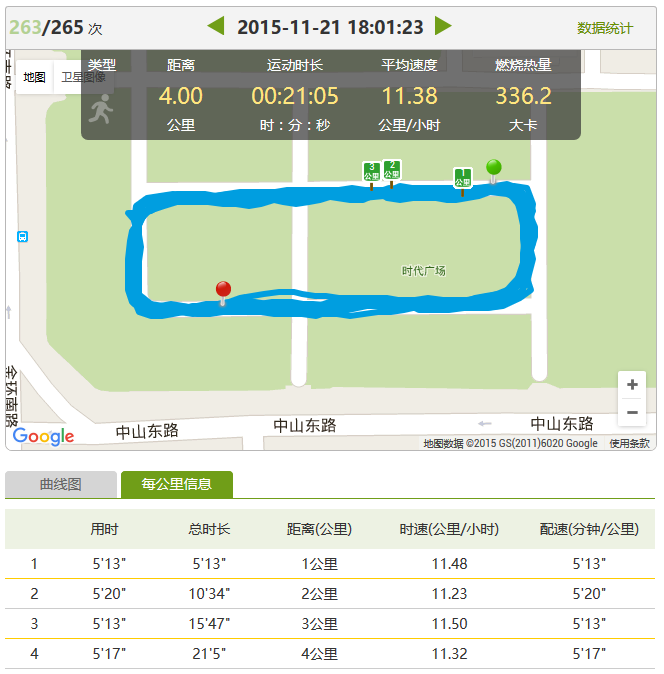 263/265 次
2015-11-21 18:01:23
数据统计
地图 卫星图像
类型 距离 运动时长 平均速度 燃烧热量
4.00 00:21:05 11.38 336.2
公里 时：分：秒 公里/小时 大卡
3 公里
2 公里
1 公里
时代广场
金环南路
中山东路 中山东路 中山东路
+
−
Google
地图数据 ©2015 GS(2011)6020 Google 使用条款
曲线图 每公里信息
用时 总时长 距离(公里) 时速(公里/小时) 配速(分钟/公里)
1 5'13" 5'13" 1公里 11.48 5'13"
2 5'20" 10'34" 2公里 11.23 5'20"
3 5'13" 15'47" 3公里 11.50 5'13"
4 5'17" 21'5" 4公里 11.32 5'17"